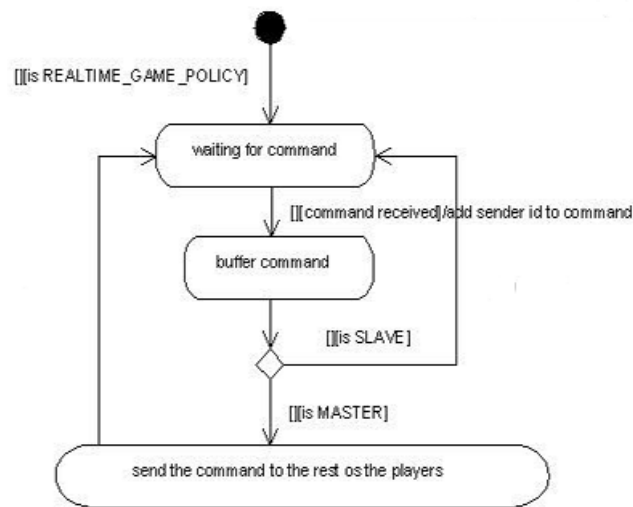 [][is REALTIME_GAME_POLICY]
waiting for command
[][command received]/add sender id to command
buffer command
[][is SLAVE]
[][is MASTER]
send the command to the rest os the players